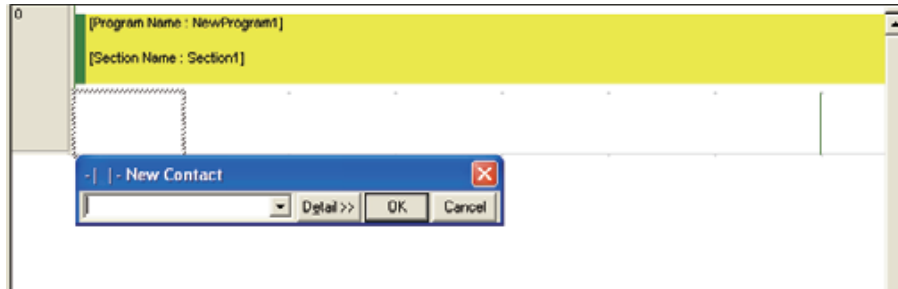 0
[Program Name : NewProgram1]
[Section Name : Section1]
-| |- New Contact
Detail >> OK Cancel